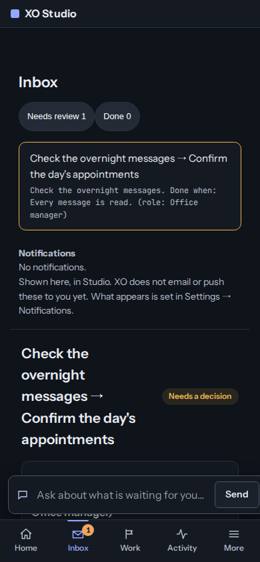 XO Studio
Inbox
Needs review 1
Done 0
Check the overnight messages → Confirm
the day's appointments
Check the overnight messages. Done when:
Every message is read. (role: Office
manager)
Notifications
No notifications.
Shown here, in Studio. XO does not email or push
these to you yet. What appears is set in Settings →
Notifications.
Check the
overnight
messages →
Confirm the day's
appointments
Needs a decision
Ask about what is waiting for you...
Send
1
Home
Inbox
Work
Activity
More